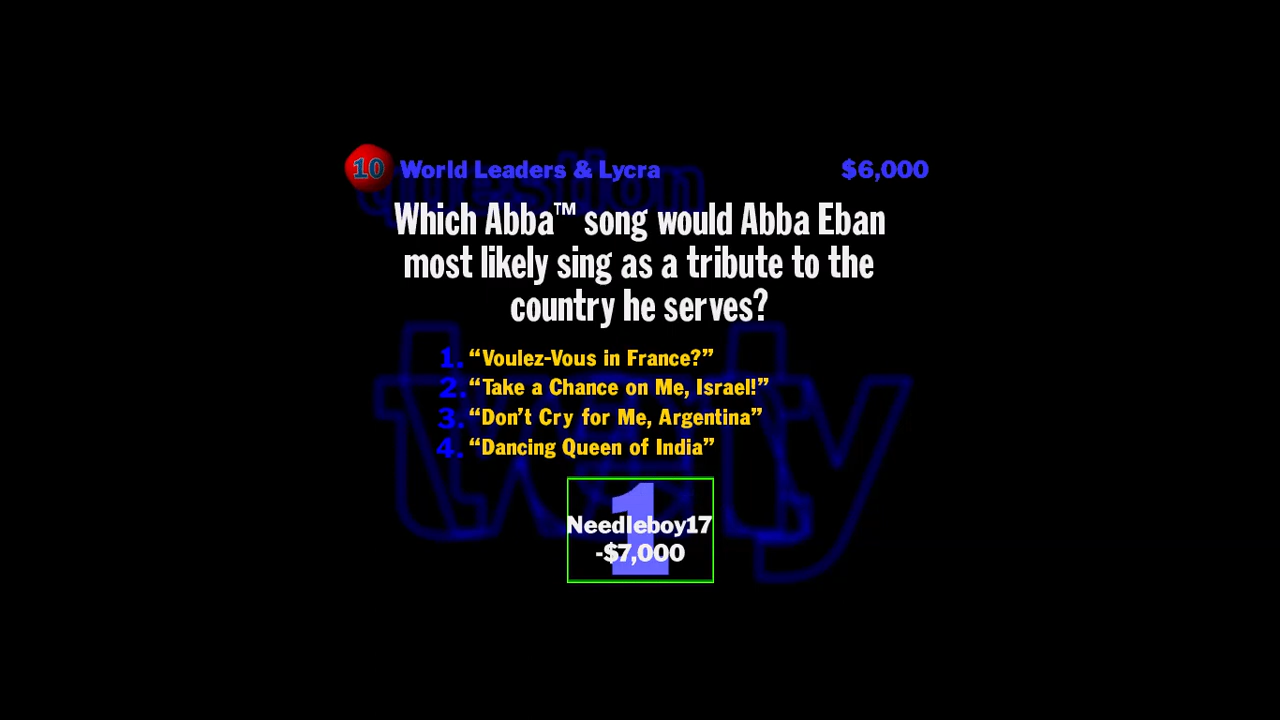 question
10 World Leaders & Lycra $6,000
Which Abba™ song would Abba Eban
most likely sing as a tribute to the
country he serves?
1. “Voulez-Vous in France?”
2. “Take a Chance on Me, Israel!”
3. “Don’t Cry for Me, Argentina”
4. “Dancing Queen of India”
1
Needleboy17
-$7,000